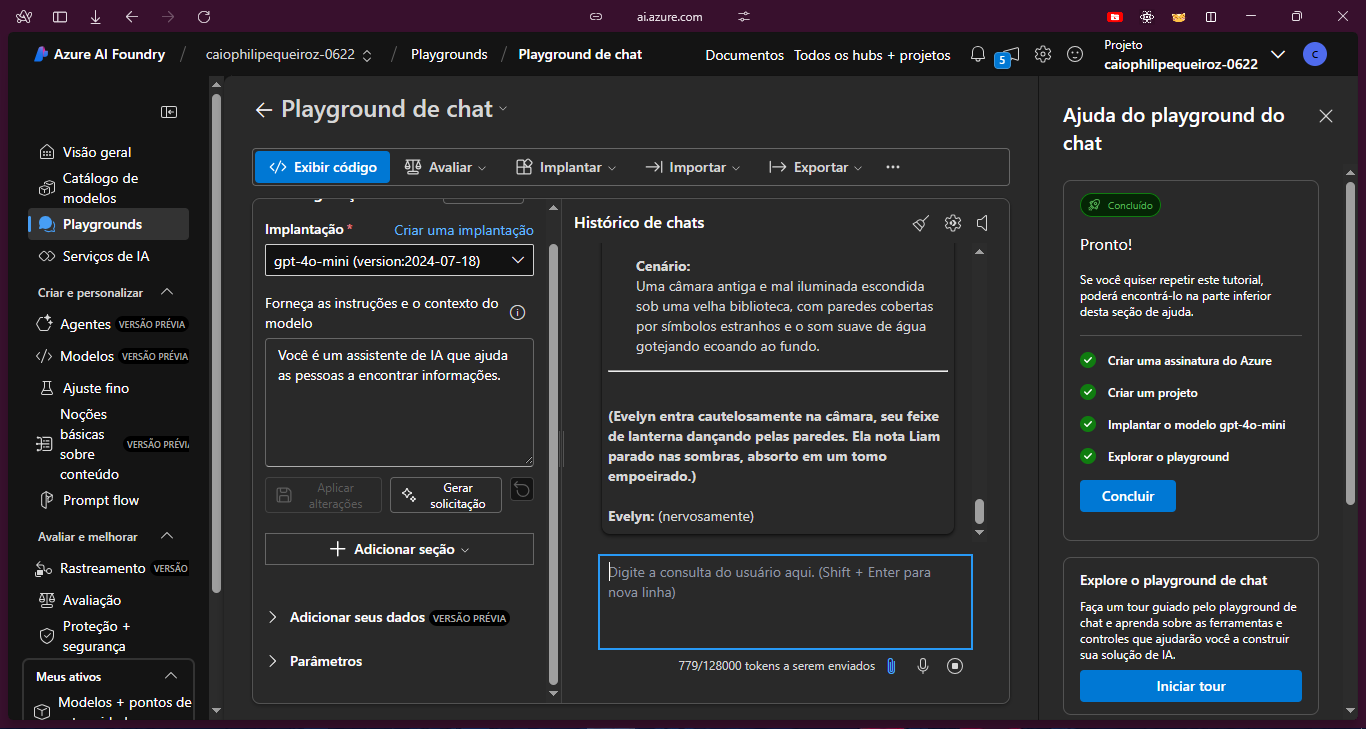 ai.azure.com
Azure AI Foundry / caiophilipequeiroz-0622 / Playgrounds / Playground de chat
Documentos Todos os hubs + projetos
5
Projeto
caiophilipequeiroz-0622
C
Visão geral
Catálogo de
modelos
Playgrounds
Serviços de IA
Criar e personalizar
Agentes VERSÃO PRÉVIA
Modelos VERSÃO PRÉVIA
Ajuste fino
Noções
básicas
sobre
conteúdo
VERSÃO PRÉVI
Prompt flow
Avaliar e melhorar
Rastreamento VERSÃO
Avaliação
Proteção +
segurança
Meus ativos
Modelos + pontos de
Playground de chat
Exibir código
Avaliar
Implantar
Importar
Exportar
Implantação *
Criar uma implantação
gpt-4o-mini (version:2024-07-18)
Forneça as instruções e o contexto do
modelo
Você é um assistente de IA que ajuda
as pessoas a encontrar informações.
Aplicar
alterações
Gerar
solicitação
Adicionar seção
Adicionar seus dados VERSÃO PRÉVIA
Parâmetros
Histórico de chats
Cenário:
Uma câmara antiga e mal iluminada escondida
sob uma velha biblioteca, com paredes cobertas
por símbolos estranhos e o som suave de água
gotejando ecoando ao fundo.
(Evelyn entra cautelosamente na câmara, seu feixe
de lanterna dançando pelas paredes. Ela nota Liam
parado nas sombras, absorto em um tomo
empoeirado.)
Evelyn: (nervosamente)
Digite a consulta do usuário aqui. (Shift + Enter para
nova linha)
779/128000 tokens a serem enviados
Ajuda do playground do
chat
Concluído
Pronto!
Se você quiser repetir este tutorial,
poderá encontrá-lo na parte inferior
desta seção de ajuda.
Criar uma assinatura do Azure
Criar um projeto
Implantar o modelo gpt-4o-mini
Explorar o playground
Concluir
Explore o playground de chat
Faça um tour guiado pelo playground de
chat e aprenda sobre as ferramentas e
controles que ajudarão você a construir
sua solução de IA.
Iniciar tour